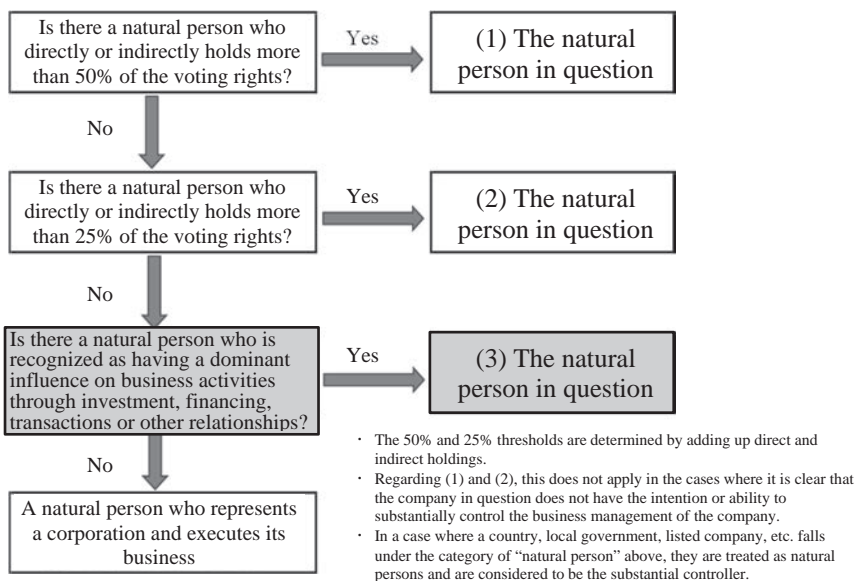 Is there a natural person who
directly or indirectly holds more
than 50% of the voting rights?
Yes
(1) The natural
person in question
No
Is there a natural person who
directly or indirectly holds more
than 25% of the voting rights?
Yes
(2) The natural
person in question
No
Is there a natural person who is
recognized as having a dominant
influence on business activities
through investment, financing,
transactions or other relationships?
Yes
(3) The natural
person in question
No
A natural person who represents
a corporation and executes its
business
・ The 50% and 25% thresholds are determined by adding up direct and
indirect holdings.
・ Regarding (1) and (2), this does not apply in the cases where it is clear that
the company in question does not have the intention or ability to
substantially control the business management of the company.
・ In a case where a country, local government, listed company, etc. falls
under the category of “natural person” above, they are treated as natural
persons and are considered to be the substantial controller.